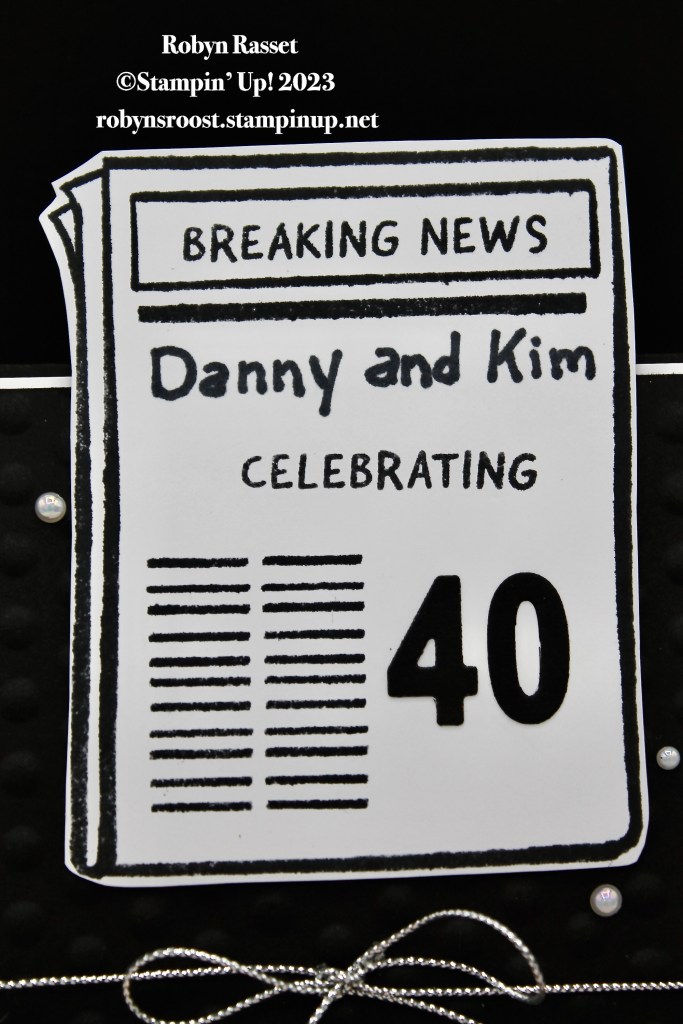 Robyn Rasset
©Stampin' Up! 2023
robynsroost.stampinup.net
BREAKING NEWS
Danny and Kim
CELEBRATING
40